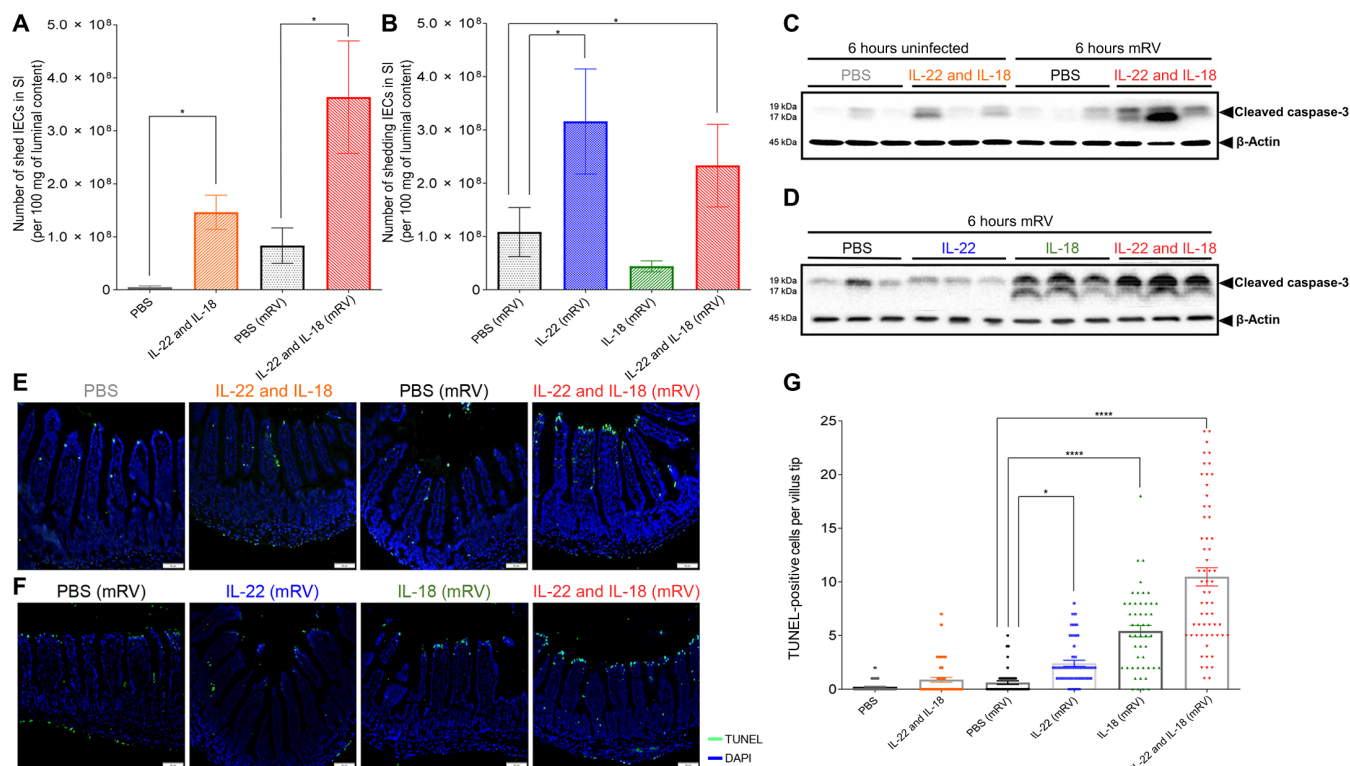 A
Number of shed IECs in SI
(per 100 mg of luminal content)
5.0 × 10⁸
4.0 × 10⁸
3.0 × 10⁸
2.0 × 10⁸
1.0 × 10⁸
0
*
*
PBS
IL-22 and IL-18
PBS (mRV)
IL-22 and IL-18 (mRV)
B
Number of shedding IECs in SI
(per 100 mg of luminal content)
5.0 × 10⁸
4.0 × 10⁸
3.0 × 10⁸
2.0 × 10⁸
1.0 × 10⁸
0
*
*
PBS (mRV)
IL-22 (mRV)
IL-18 (mRV)
IL-22 and IL-18 (mRV)
C
6 hours uninfected 6 hours mRV
PBS IL-22 and IL-18 PBS IL-22 and IL-18
19 kDa
17 kDa
45 kDa
Cleaved caspase-3
β-Actin
D
6 hours mRV
PBS IL-22 IL-18 IL-22 and IL-18
19 kDa
17 kDa
45 kDa
Cleaved caspase-3
β-Actin
E
PBS IL-22 and IL-18 PBS (mRV) IL-22 and IL-18 (mRV)
F
PBS (mRV) IL-22 (mRV) IL-18 (mRV) IL-22 and IL-18 (mRV)
TUNEL
DAPI
G
TUNEL-positive cells per villus tip
25
20
15
10
5
0
****
****
*
PBS
IL-22 and IL-18
PBS (mRV)
IL-22 (mRV)
IL-18 (mRV)
IL-22 and IL-18 (mRV)